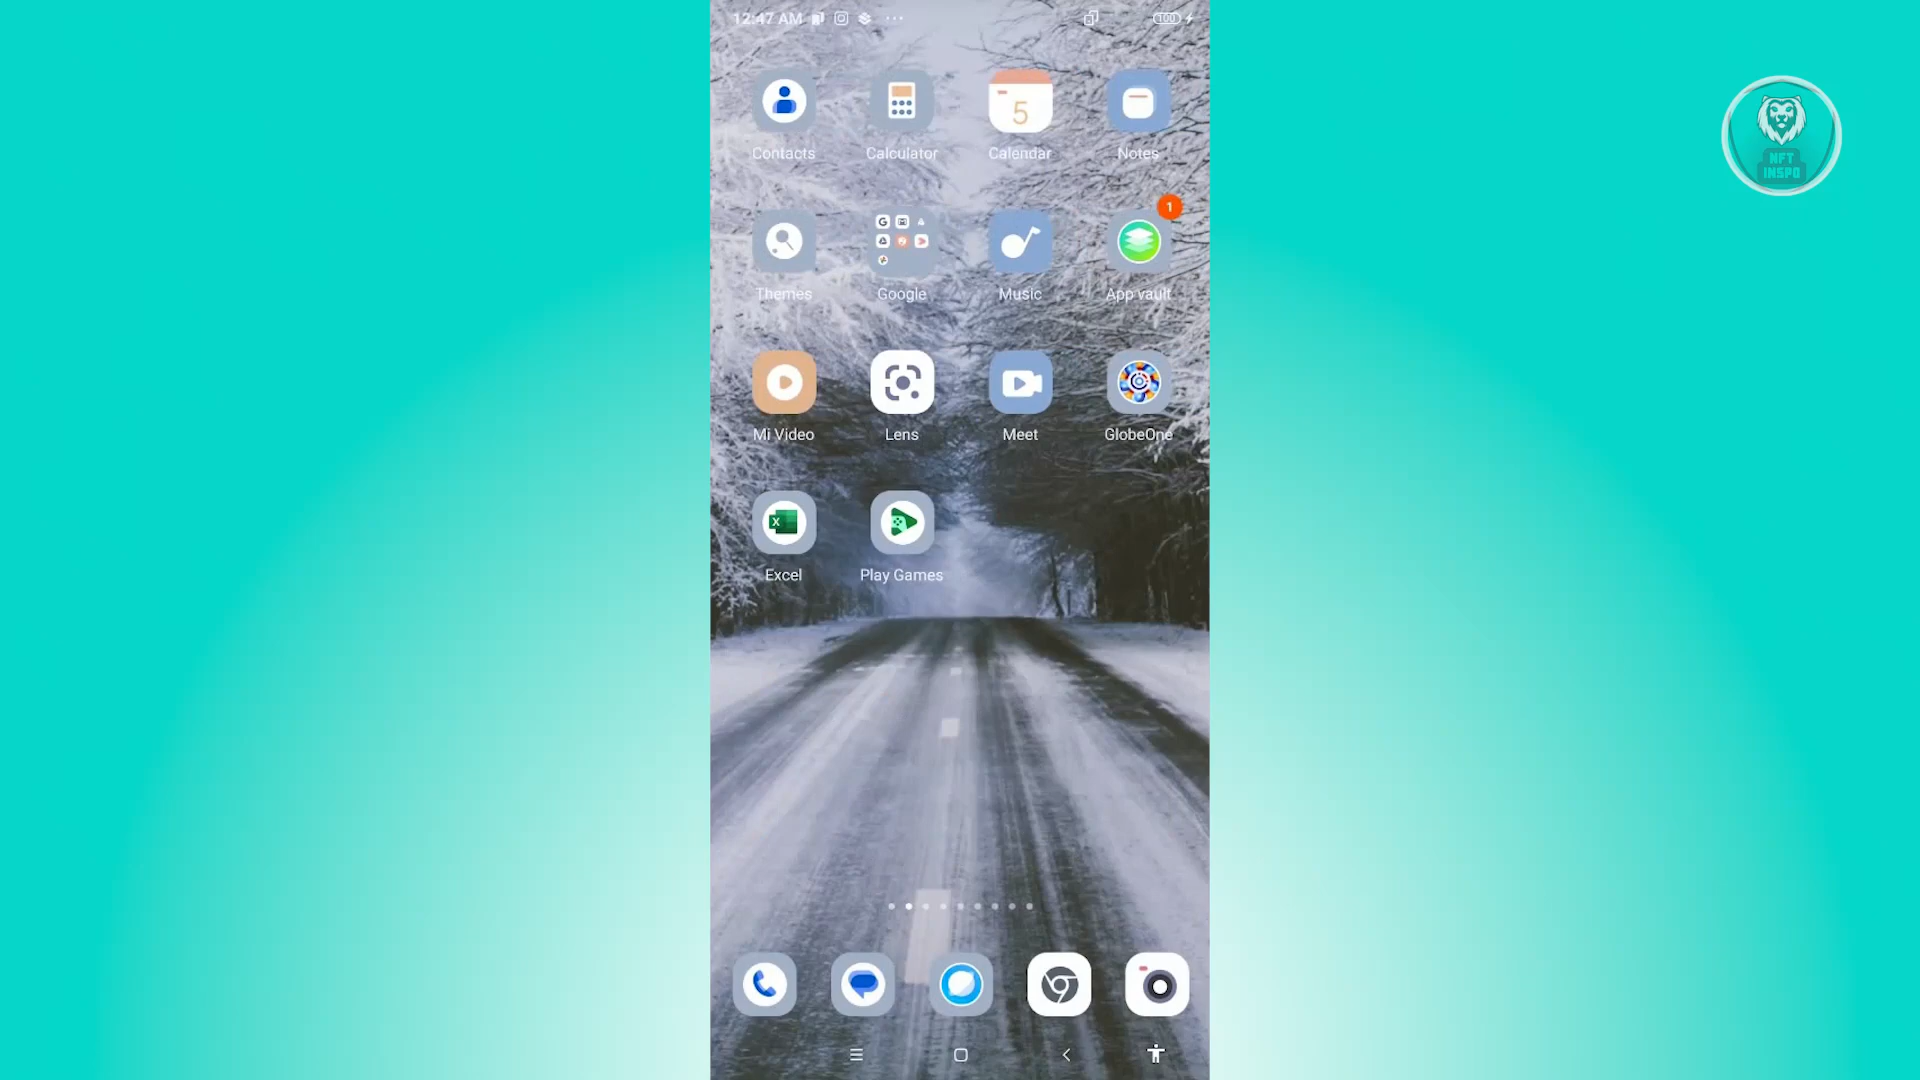 12:47 AM
100
5
Contacts
Calculator
Calendar
Notes
1
Themes
Google
Music
App vault
Mi Video
Lens
Meet
GlobeOne
X
Excel
Play Games
NFT
INSPO